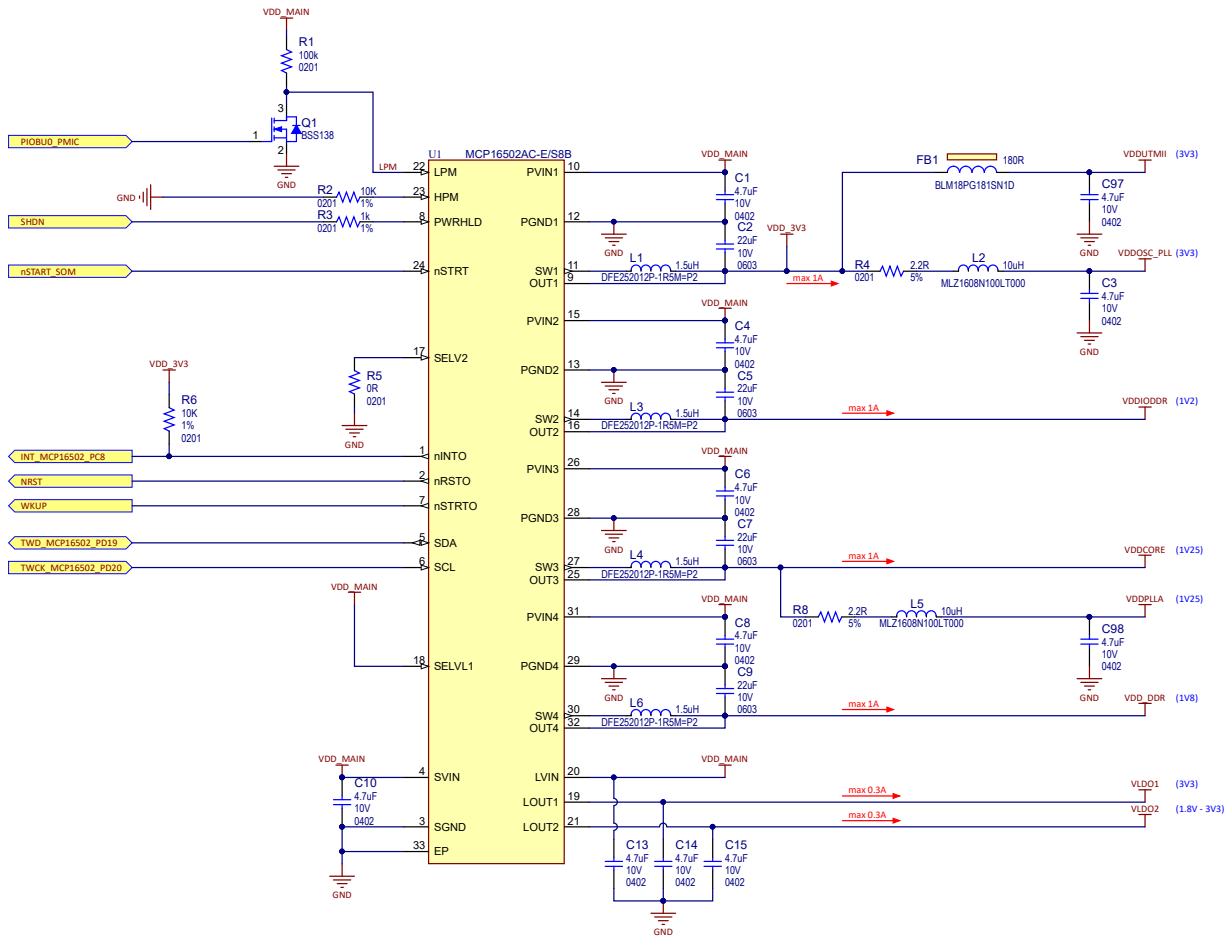 VDD_MAIN
R1
100k
0201
3
Q1
BSS138
1
2
GND
PIOBU0_PMIC
U1
MCP16502AC-E/S8B
LPM
22
LPM
GND
R2
10K
0201
1%
23
HPM
SHDN
R3
1k
0201
1%
8
PWRHLD
nSTART_SOM
24
nSTRT
17
SELV2
R5
0R
0201
GND
VDD_3V3
R6
10K
1%
0201
INT_MCP16502_PC8
1
nINTO
NRST
2
nRSTO
WKUP
7
nSTRTO
TWD_MCP16502_PD19
5
SDA
TWCK_MCP16502_PD20
6
SCL
VDD_MAIN
18
SELVL1
VDD_MAIN
4
SVIN
C10
4.7uF
10V
0402
3
SGND
33
EP
GND
PVIN1
10
VDD_MAIN
C1
4.7uF
10V
0402
PGND1
12
GND
C2
22uF
10V
0603
SW1
11
L1
1.5uH
DFE252012P-1R5M=P2
OUT1
9
VDD_3V3
max 1A
FB1
180R
BLM18PG181SN1D
VDDUTMII
(3V3)
C97
4.7uF
10V
0402
GND
R4
2.2R
0201
5%
L2
10uH
MLZ1608N100LT000
VDDOSC_PLL
(3V3)
C3
4.7uF
10V
0402
GND
PVIN2
15
VDD_MAIN
C4
4.7uF
10V
0402
PGND2
13
GND
C5
22uF
10V
0603
SW2
14
L3
1.5uH
DFE252012P-1R5M=P2
OUT2
16
max 1A
VDDIODDR
(1V2)
PVIN3
26
VDD_MAIN
C6
4.7uF
10V
0402
PGND3
28
GND
C7
22uF
10V
0603
SW3
27
L4
1.5uH
DFE252012P-1R5M=P2
OUT3
25
max 1A
VDDCORE
(1V25)
R8
2.2R
0201
5%
L5
10uH
MLZ1608N100LT000
VDDPLLA
(1V25)
C98
4.7uF
10V
0402
GND
PVIN4
31
VDD_MAIN
C8
4.7uF
10V
0402
PGND4
29
GND
C9
22uF
10V
0603
SW4
30
L6
1.5uH
DFE252012P-1R5M=P2
OUT4
32
max 1A
VDD_DDR
(1V8)
LVIN
20
VDD_MAIN
LOUT1
19
max 0.3A
VLDO1
(3V3)
LOUT2
21
max 0.3A
VLDO2
(1.8V - 3V3)
C13
4.7uF
10V
0402
C14
4.7uF
10V
0402
C15
4.7uF
10V
0402
GND